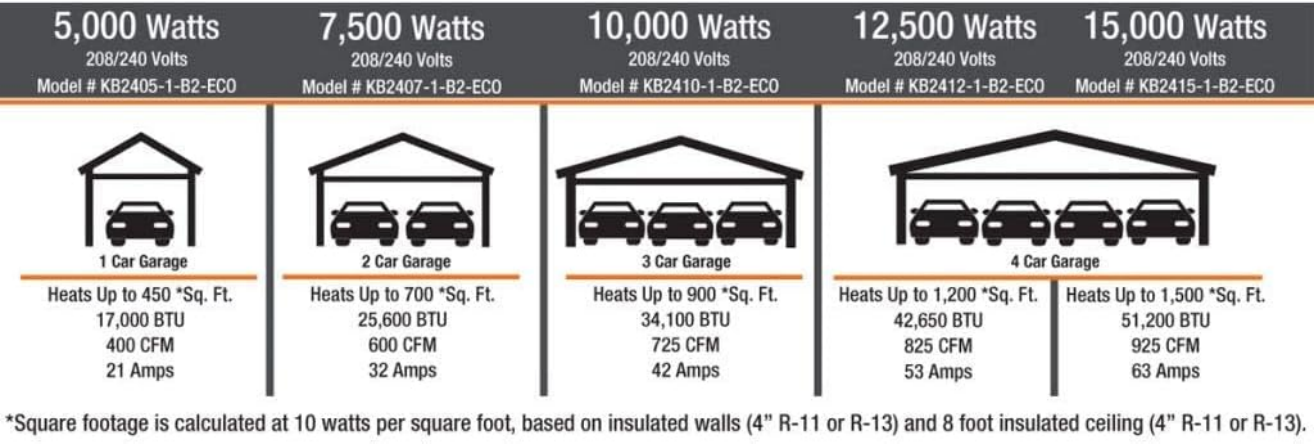 5,000 Watts
208/240 Volts
Model # KB2405-1-B2-ECO
1 Car Garage
Heats Up to 450 *Sq. Ft.
17,000 BTU
400 CFM
21 Amps
7,500 Watts
208/240 Volts
Model # KB2407-1-B2-ECO
2 Car Garage
Heats Up to 700 *Sq. Ft.
25,600 BTU
600 CFM
32 Amps
10,000 Watts
208/240 Volts
Model # KB2410-1-B2-ECO
3 Car Garage
Heats Up to 900 *Sq. Ft.
34,100 BTU
725 CFM
42 Amps
12,500 Watts
208/240 Volts
Model # KB2412-1-B2-ECO
15,000 Watts
208/240 Volts
Model # KB2415-1-B2-ECO
4 Car Garage
Heats Up to 1,200 *Sq. Ft.
42,650 BTU
825 CFM
53 Amps
Heats Up to 1,500 *Sq. Ft.
51,200 BTU
925 CFM
63 Amps
*Square footage is calculated at 10 watts per square foot, based on insulated walls (4” R-11 or R-13) and 8 foot insulated ceiling (4” R-11 or R-13).